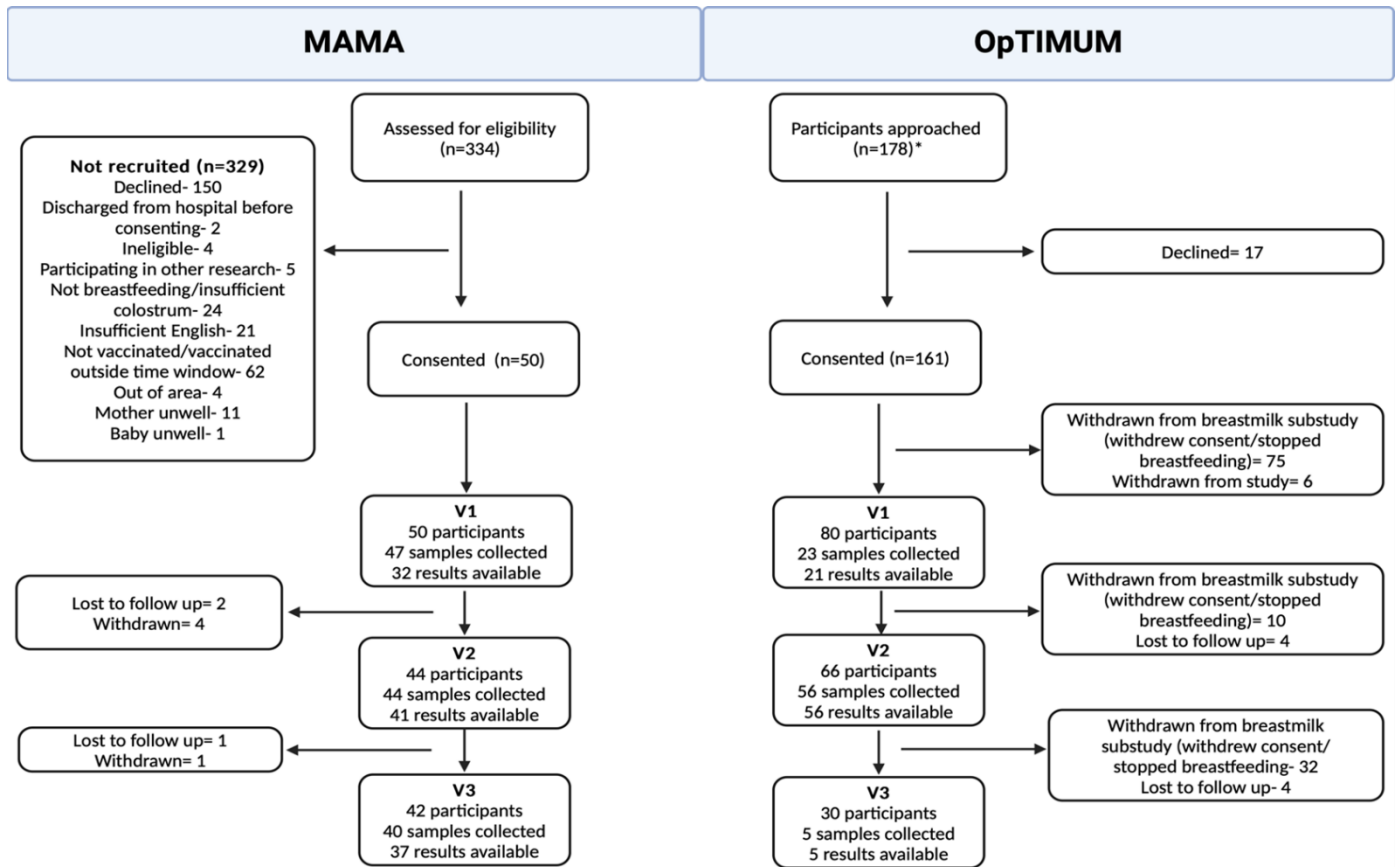 MAMA
Assessed for eligibility
(n=334)
Not recruited (n=329)
Declined- 150
Discharged from hospital before
consenting- 2
Ineligible- 4
Participating in other research- 5
Not breastfeeding/insufficient
colostrum- 24
Insufficient English- 21
Not vaccinated/vaccinated
outside time window- 62
Out of area- 4
Mother unwell- 11
Baby unwell- 1
Consented (n=50)
V1
50 participants
47 samples collected
32 results available
Lost to follow up= 2
Withdrawn= 4
V2
44 participants
44 samples collected
41 results available
Lost to follow up= 1
Withdrawn= 1
V3
42 participants
40 samples collected
37 results available
OpTIMUM
Participants approached
(n=178)*
Declined= 17
Consented (n=161)
Withdrawn from breastmilk substudy
(withdrew consent/stopped
breastfeeding)= 75
Withdrawn from study= 6
V1
80 participants
23 samples collected
21 results available
Withdrawn from breastmilk substudy
(withdrew consent/stopped
breastfeeding)= 10
Lost to follow up= 4
V2
66 participants
56 samples collected
56 results available
Withdrawn from breastmilk
substudy (withdrew consent/
stopped breastfeeding- 32
Lost to follow up- 4
V3
30 participants
5 samples collected
5 results available